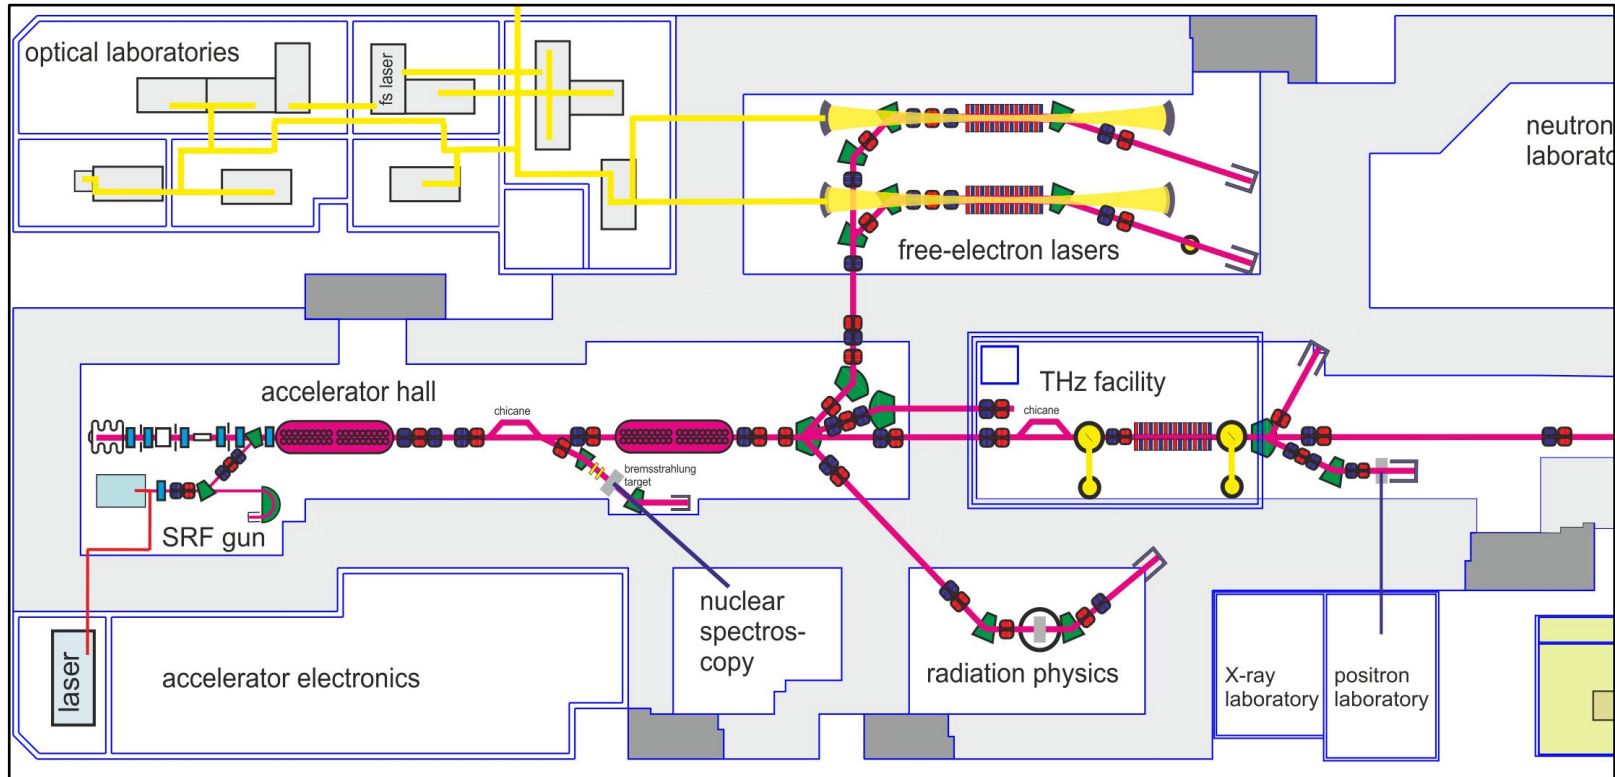 optical laboratories
fs laser
neutron
laborato
free-electron lasers
accelerator hall
THz facility
chicane
chicane
bremsstrahlung
target
SRF gun
nuclear
spectros-
copy
radiation physics
laser
accelerator electronics
X-ray
laboratory
positron
laboratory